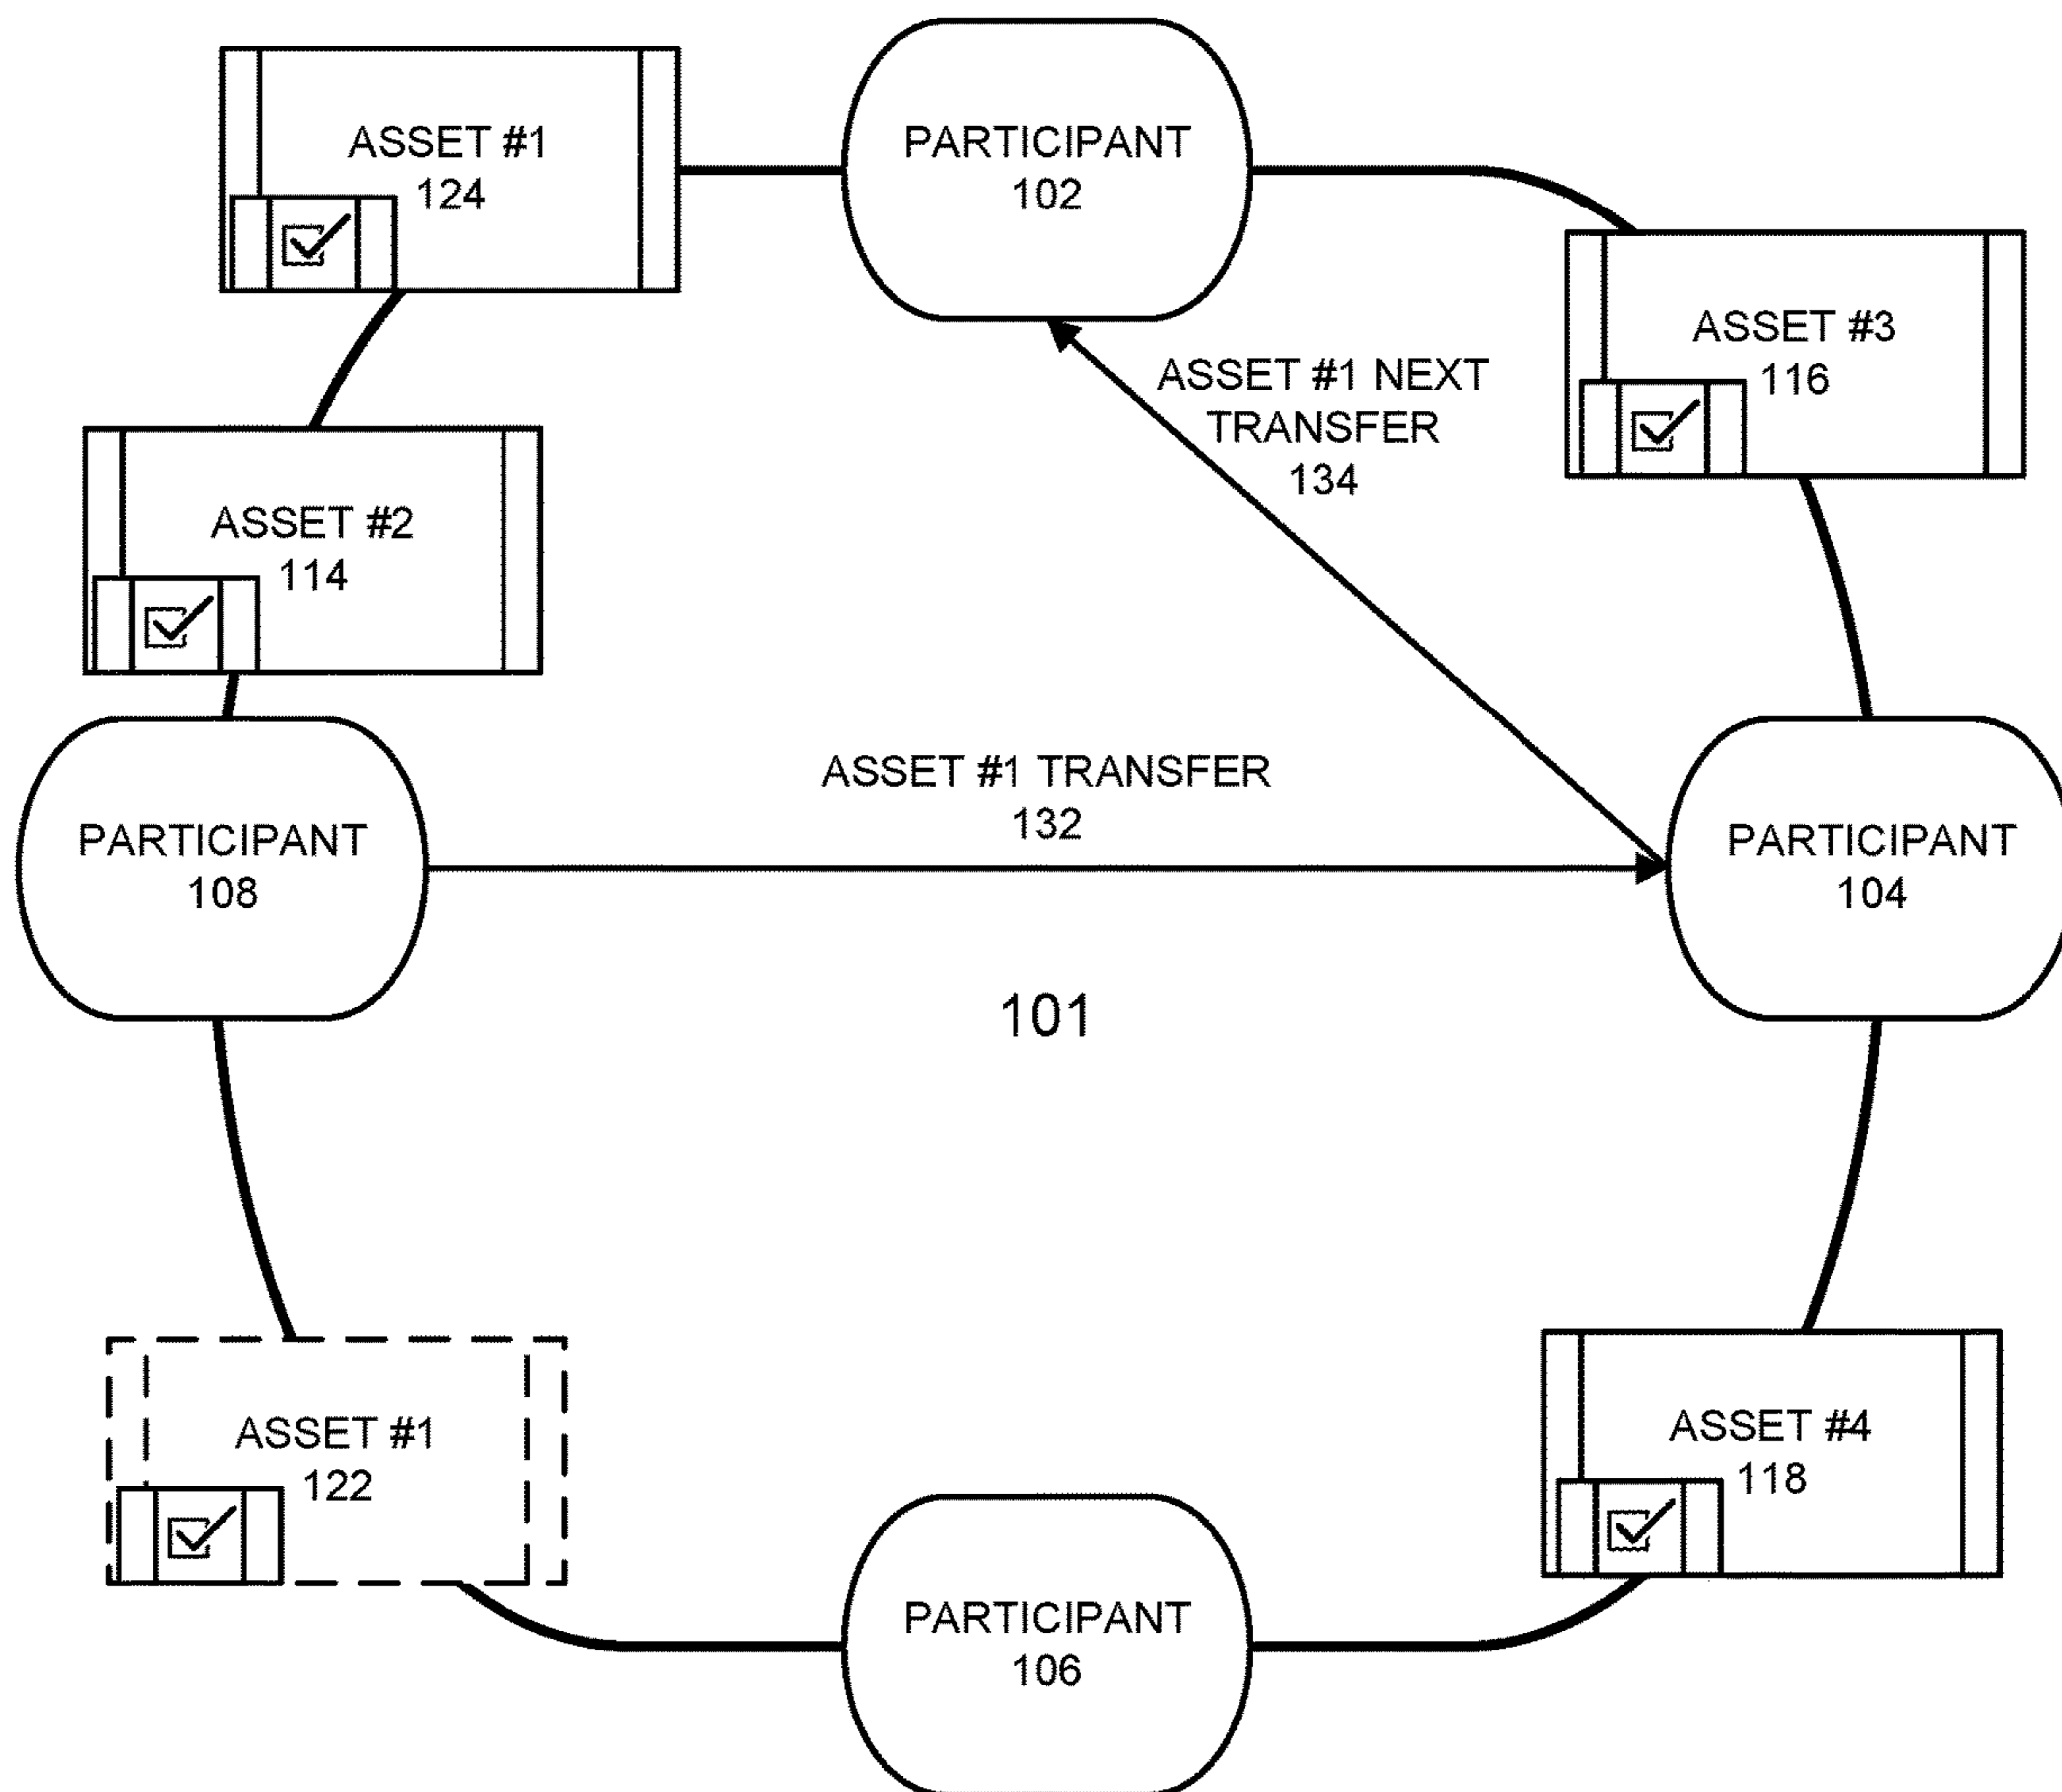 ASSET #1
124
PARTICIPANT
102
ASSET #3
116
ASSET #1 NEXT
TRANSFER
134
ASSET #2
114
ASSET #1 TRANSFER
132
PARTICIPANT
108
PARTICIPANT
104
101
ASSET #1
122
ASSET #4
118
PARTICIPANT
106